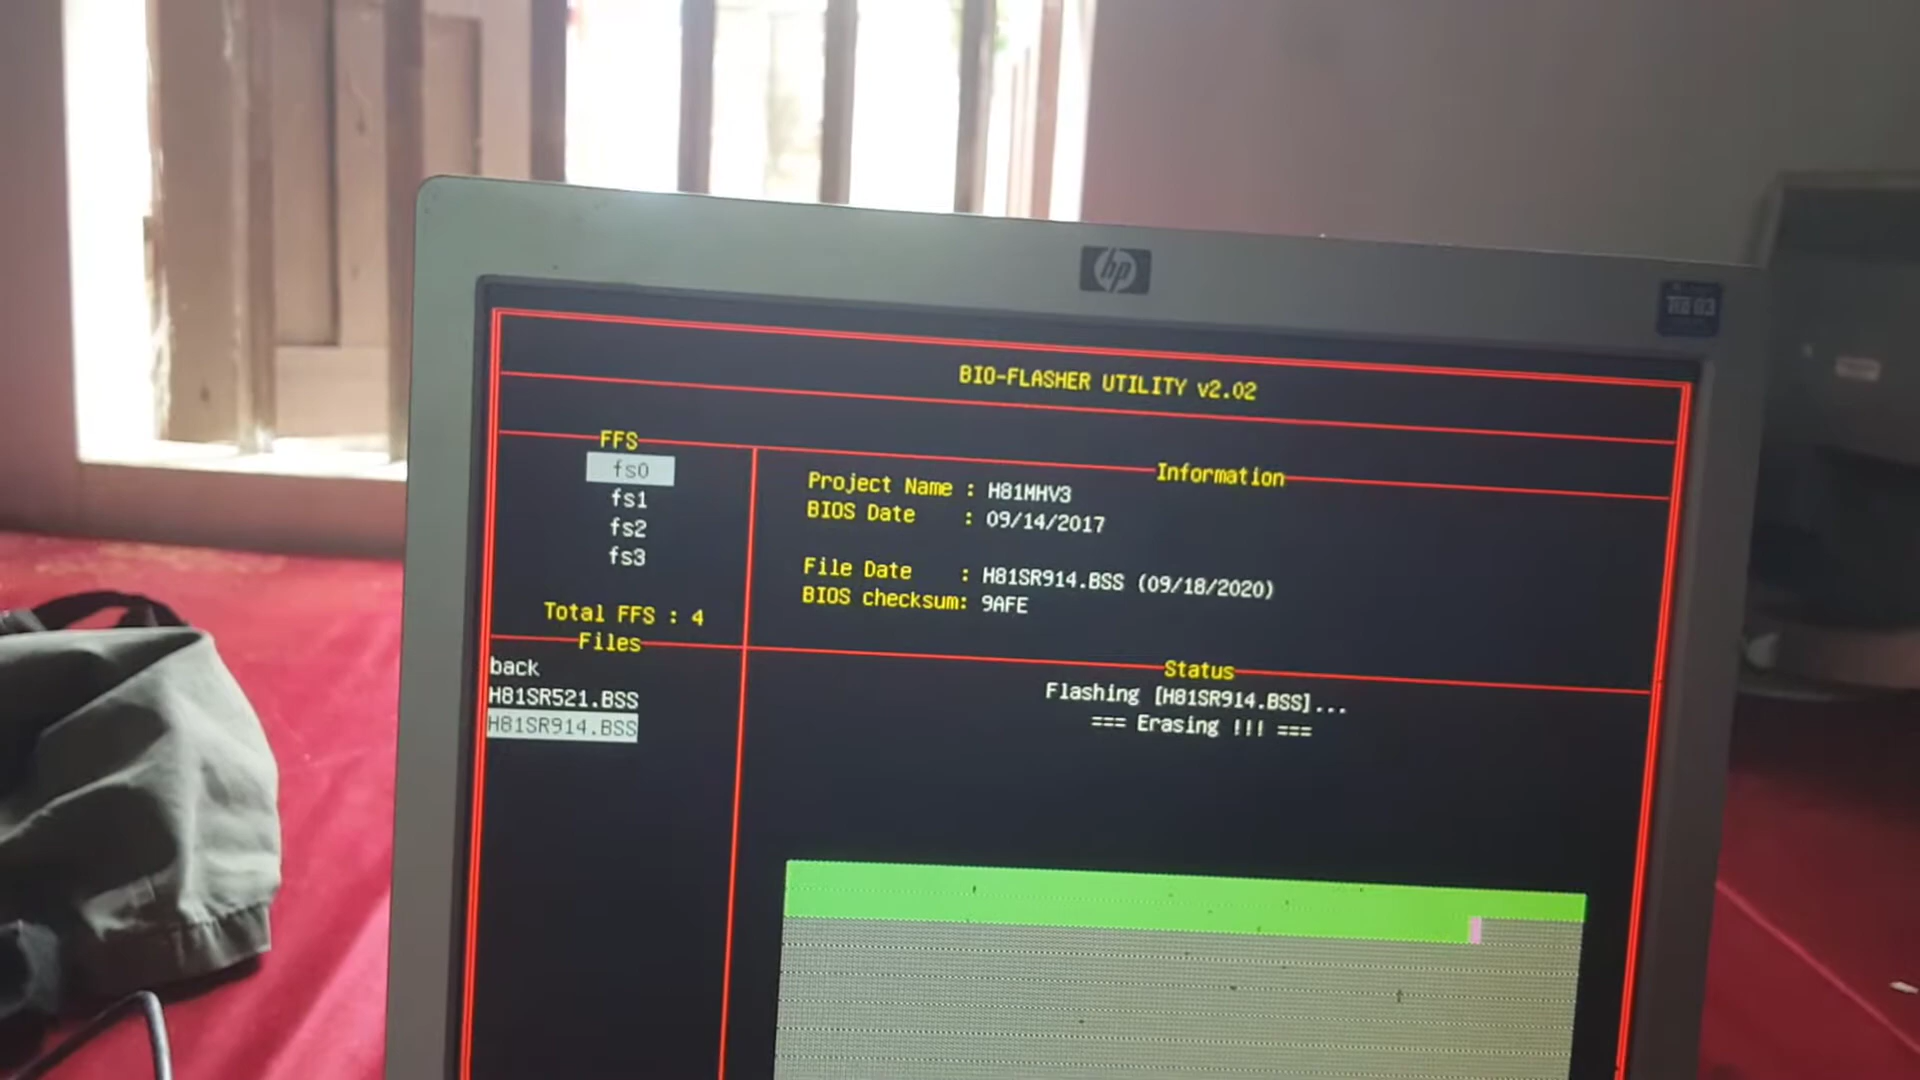 hp
BIO-FLASHER UTILITY v2.02
FFS
fs0
fs1
fs2
fs3
Total FFS : 4
Information
Project Name : H81MHV3
BIOS Date : 09/14/2017
File Date : H81SR914.BSS (09/18/2020)
BIOS checksum: 9AFE
Files
back
H81SR521.BSS
H81SR914.BSS
Status
Flashing [H81SR914.BSS]...
=== Erasing !!! ===